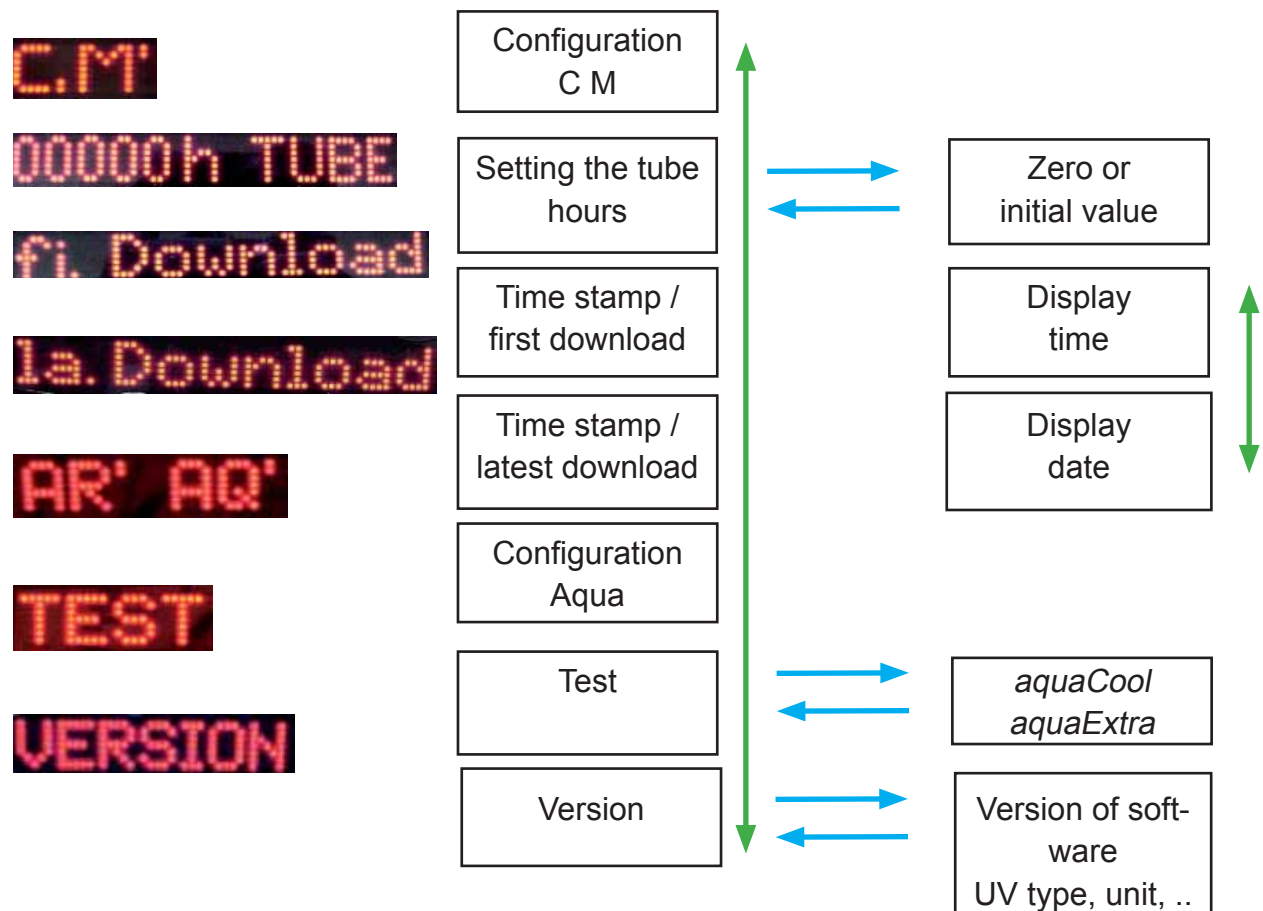 C.M'
Configuration
C M
00000h TUBE
Setting the tube
hours
Zero or
initial value
fi. Download
Time stamp /
first download
Display
time
la. Download
Time stamp /
latest download
Display
date
AR' AQ'
Configuration
Aqua
TEST
Test
aquaCool
aquaExtra
VERSION
Version
Version of soft-
ware
UV type, unit, ..